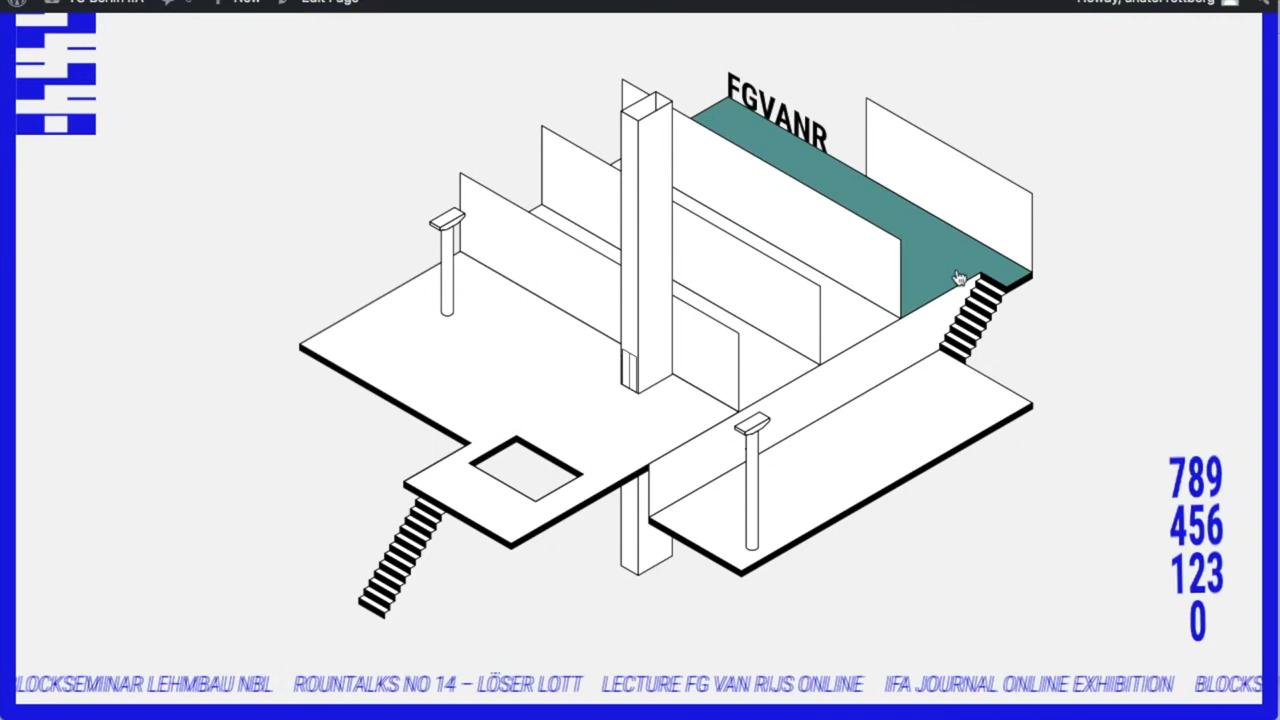 FGVANR
789
456
123
0
BLOCKSEMINAR LEHMBAU NBL ROUNTALKS NO 14 – LÖSER LOTT LECTURE FG VAN RIJS ONLINE IFA JOURNAL ONLINE EXHIBITION BLOCKS